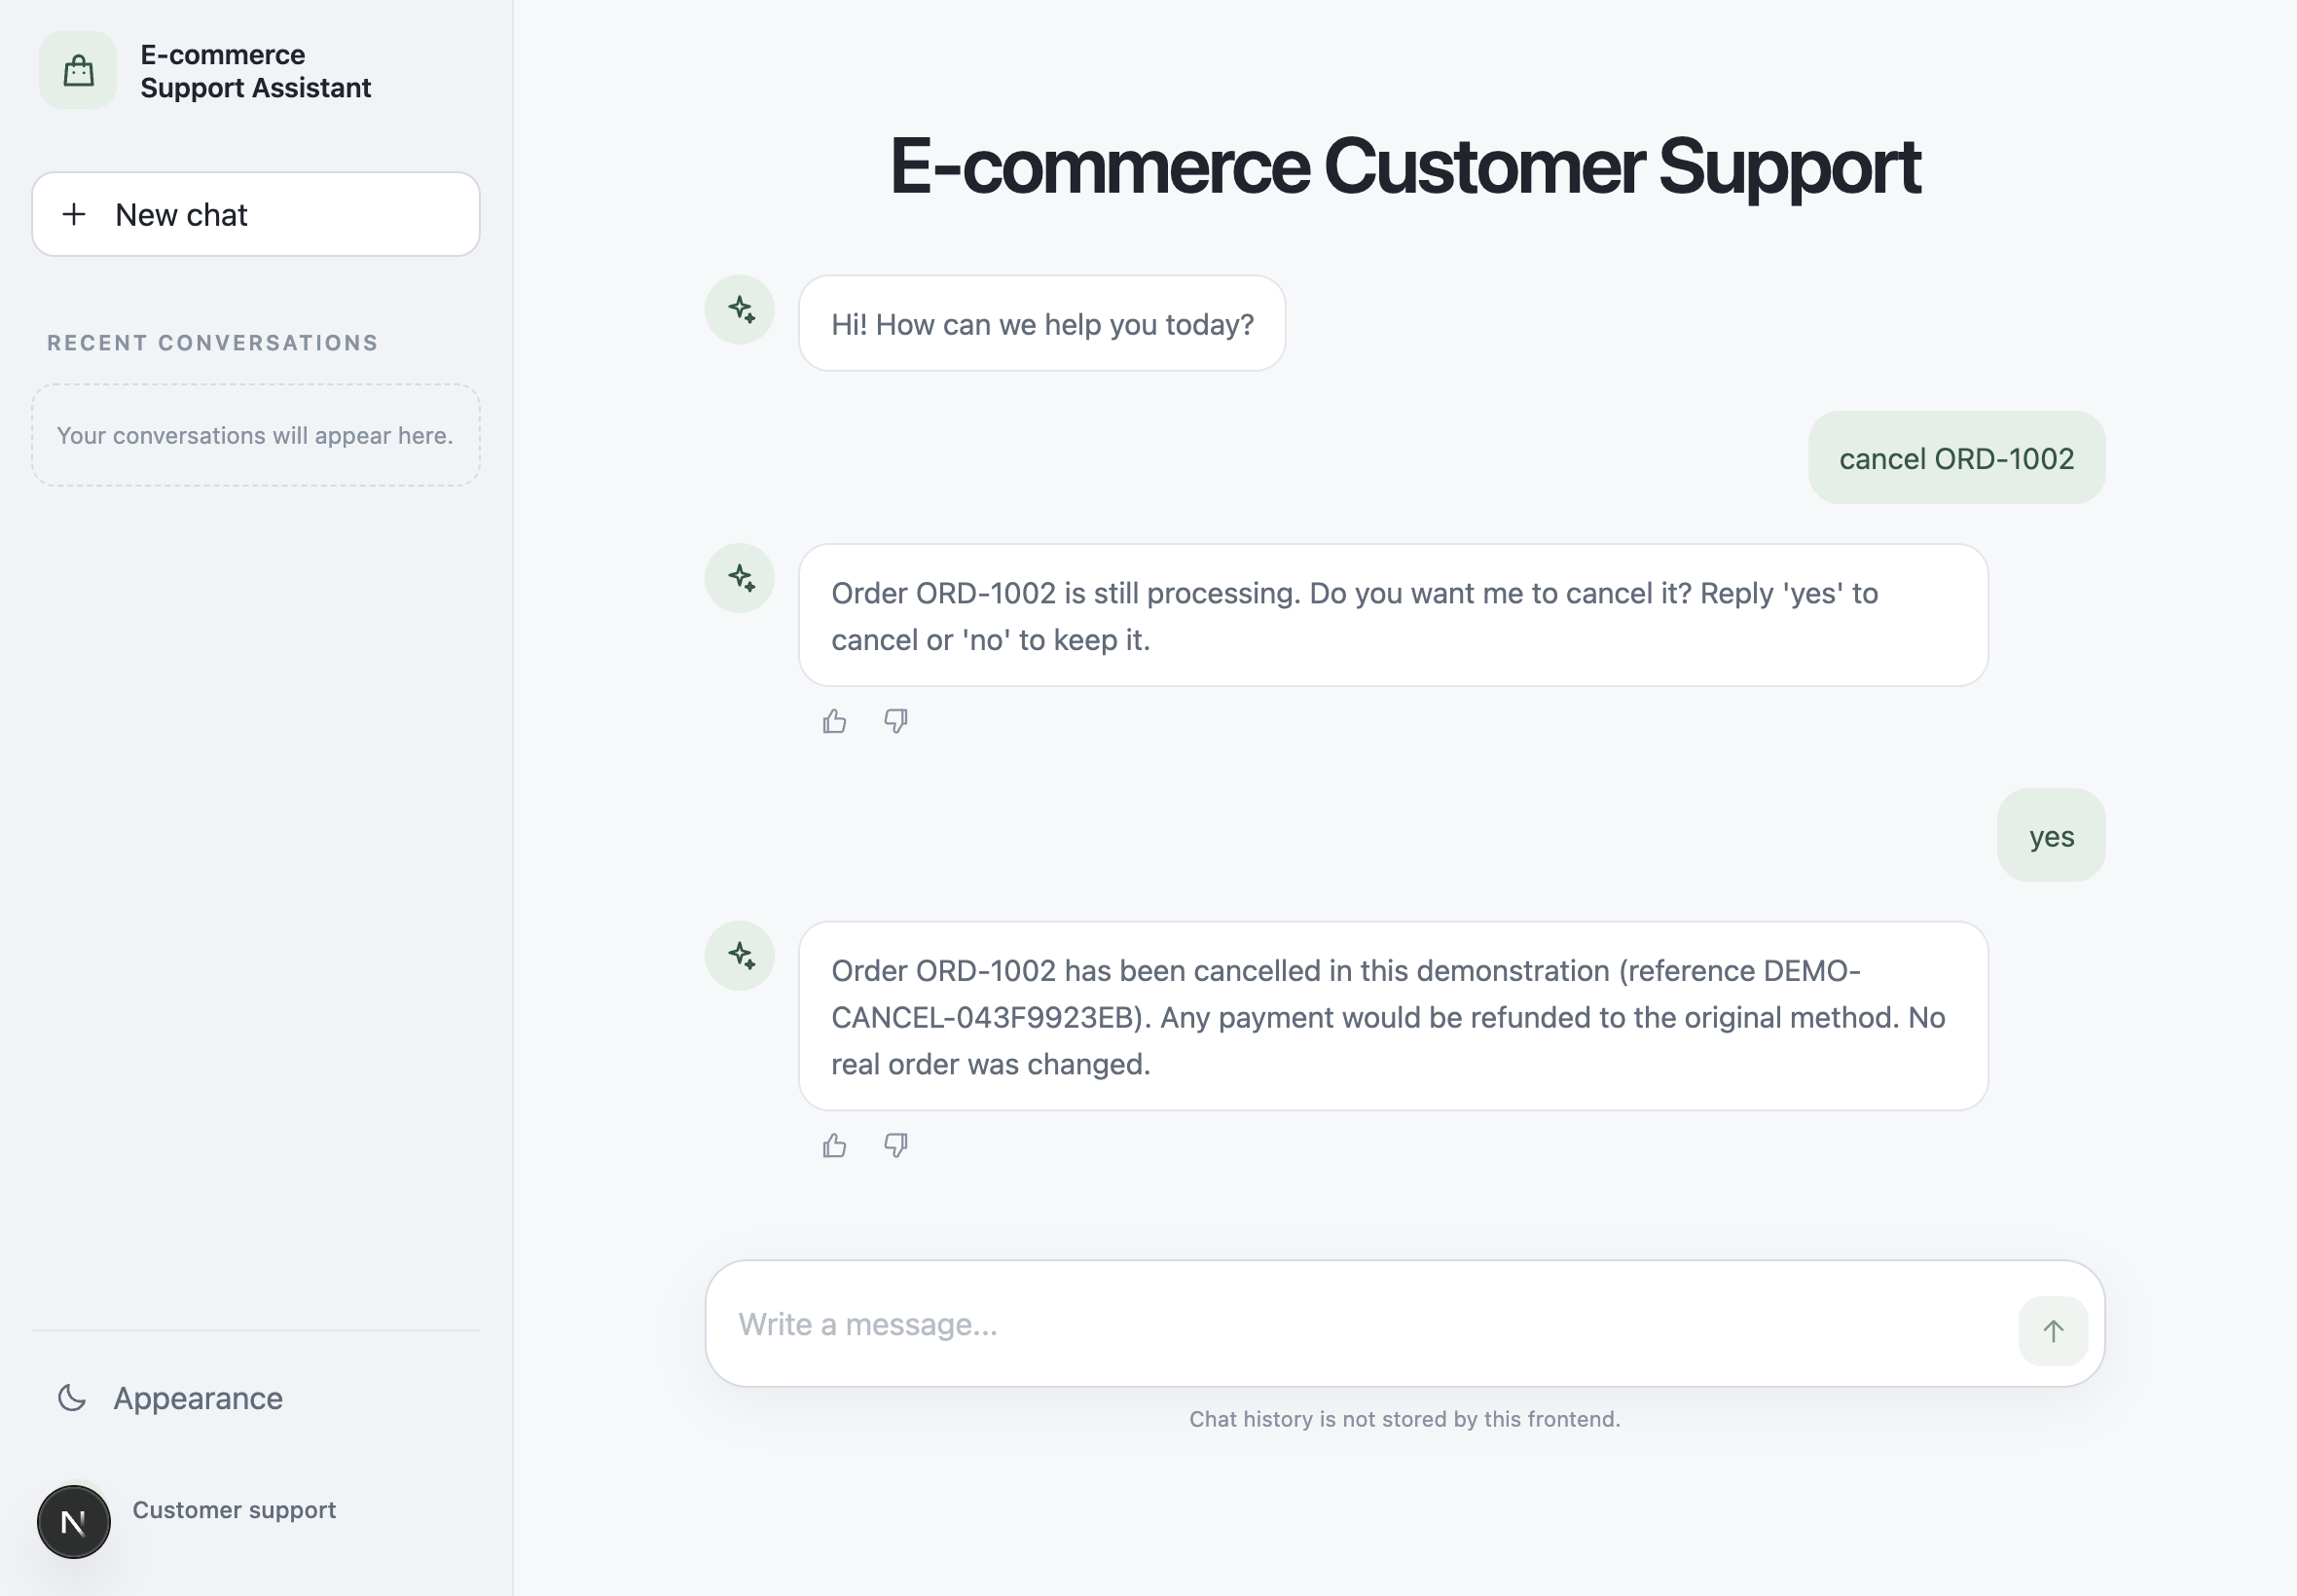 E-commerce
Support Assistant
New chat
RECENT CONVERSATIONS
Your conversations will appear here.
Appearance
N
Customer support
E-commerce Customer Support
Hi! How can we help you today?
cancel ORD-1002
Order ORD-1002 is still processing. Do you want me to cancel it? Reply 'yes' to
cancel or 'no' to keep it.
yes
Order ORD-1002 has been cancelled in this demonstration (reference DEMO-
CANCEL-043F9923EB). Any payment would be refunded to the original method. No
real order was changed.
Write a message...
Chat history is not stored by this frontend.